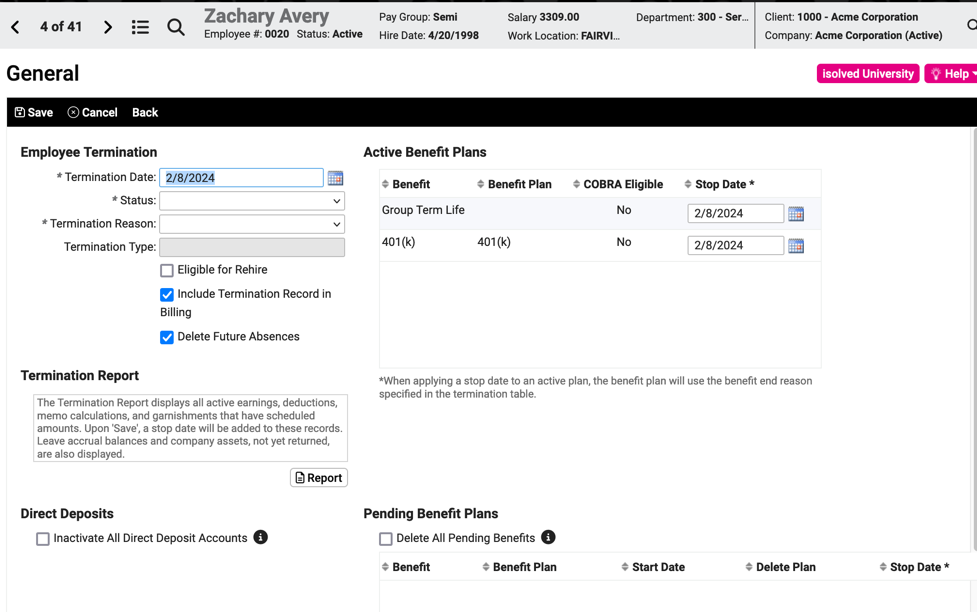 4 of 41
Zachary Avery
Employee #: 0020 Status: Active
Pay Group: Semi
Hire Date: 4/20/1998
Salary 3309.00
Work Location: FAIRVI...
Department: 300 - Ser...
Client: 1000 - Acme Corporation
Company: Acme Corporation (Active)
General
isolved University
Help
Save Cancel Back
Employee Termination
* Termination Date: 2/8/2024
* Status:
* Termination Reason:
Termination Type:
Eligible for Rehire
Include Termination Record in
Billing
Delete Future Absences
Termination Report
The Termination Report displays all active earnings, deductions,
memo calculations, and garnishments that have scheduled
amounts. Upon 'Save', a stop date will be added to these records.
Leave accrual balances and company assets, not yet returned,
are also displayed.
Report
Direct Deposits
Inactivate All Direct Deposit Accounts
Active Benefit Plans
Benefit Benefit Plan COBRA Eligible Stop Date *
Group Term Life No 2/8/2024
401(k) 401(k) No 2/8/2024
*When applying a stop date to an active plan, the benefit plan will use the benefit end reason
specified in the termination table.
Pending Benefit Plans
Delete All Pending Benefits
Benefit Benefit Plan Start Date Delete Plan Stop Date *